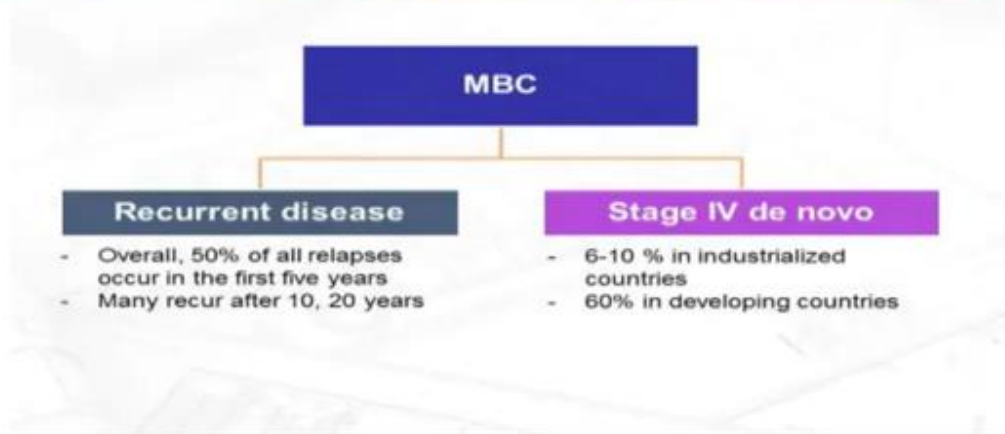 MBC
Recurrent disease
- Overall, 50% of all relapses
occur in the first five years
- Many recur after 10, 20 years
Stage IV de novo
- 6-10 % in industrialized
countries
- 60% in developing countries